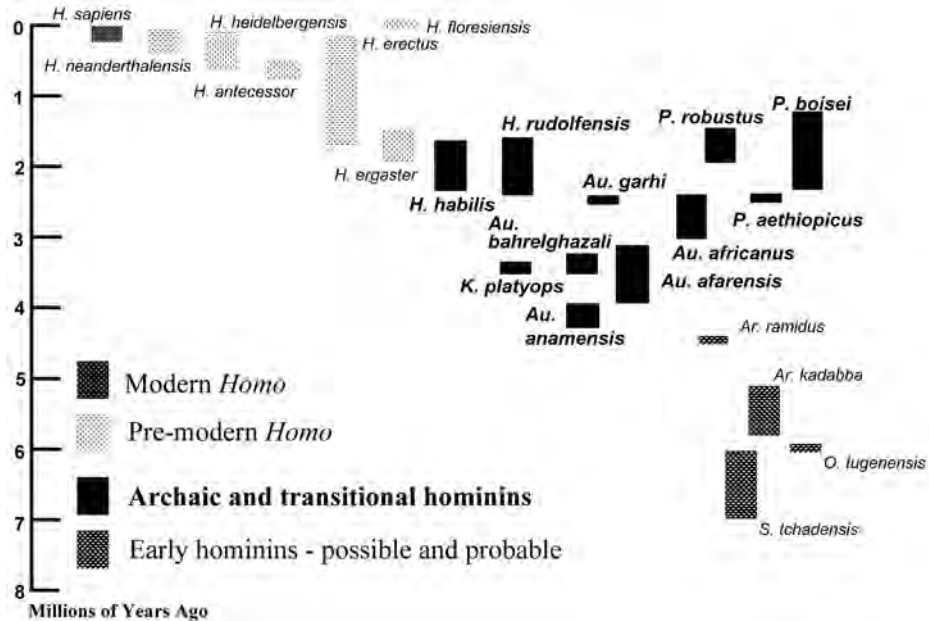 H. sapiens
H. heidelbergensis
H. floresiensis
0
H. erectus
H. neanderthalensis
H. antecessor
1
P. boisei
P. robustus
H. rudolfensis
2
H. ergaster
Au. garhi
H. habilis
P. aethiopicus
Au.
bahrelghazali
3
Au. africanus
K. platyops
Au. afarensis
4
Au.
anamensis
Ar. ramidus
5
Modern Homo
Ar. kadabba
Pre-modern Homo
6
O. tugenensis
Archaic and transitional hominins
7
S. tchadensis
Early hominins - possible and probable
8
Millions of Years Ago